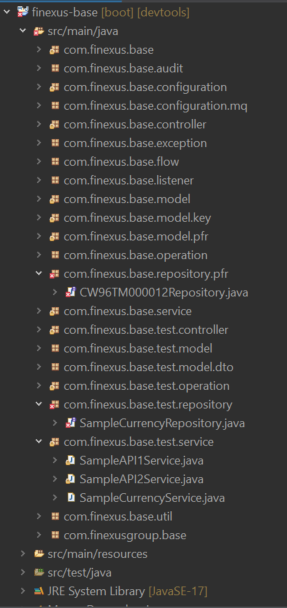 finexus-base [boot] [devtools]
src/main/java
com.finexus.base
com.finexus.base.audit
com.finexus.base.configuration
com.finexus.base.configuration.mq
com.finexus.base.controller
com.finexus.base.exception
com.finexus.base.flow
com.finexus.base.listener
com.finexus.base.model
com.finexus.base.model.key
com.finexus.base.model.pfr
com.finexus.base.operation
com.finexus.base.repository.pfr
CW96TM000012Repository.java
com.finexus.base.service
com.finexus.base.test.controller
com.finexus.base.test.model
com.finexus.base.test.model.dto
com.finexus.base.test.operation
com.finexus.base.test.repository
SampleCurrencyRepository.java
com.finexus.base.test.service
SampleAPI1Service.java
SampleAPI2Service.java
SampleCurrencyService.java
com.finexus.base.util
com.finexusgroup.base
src/main/resources
src/test/java
JRE System Library [JavaSE-17]